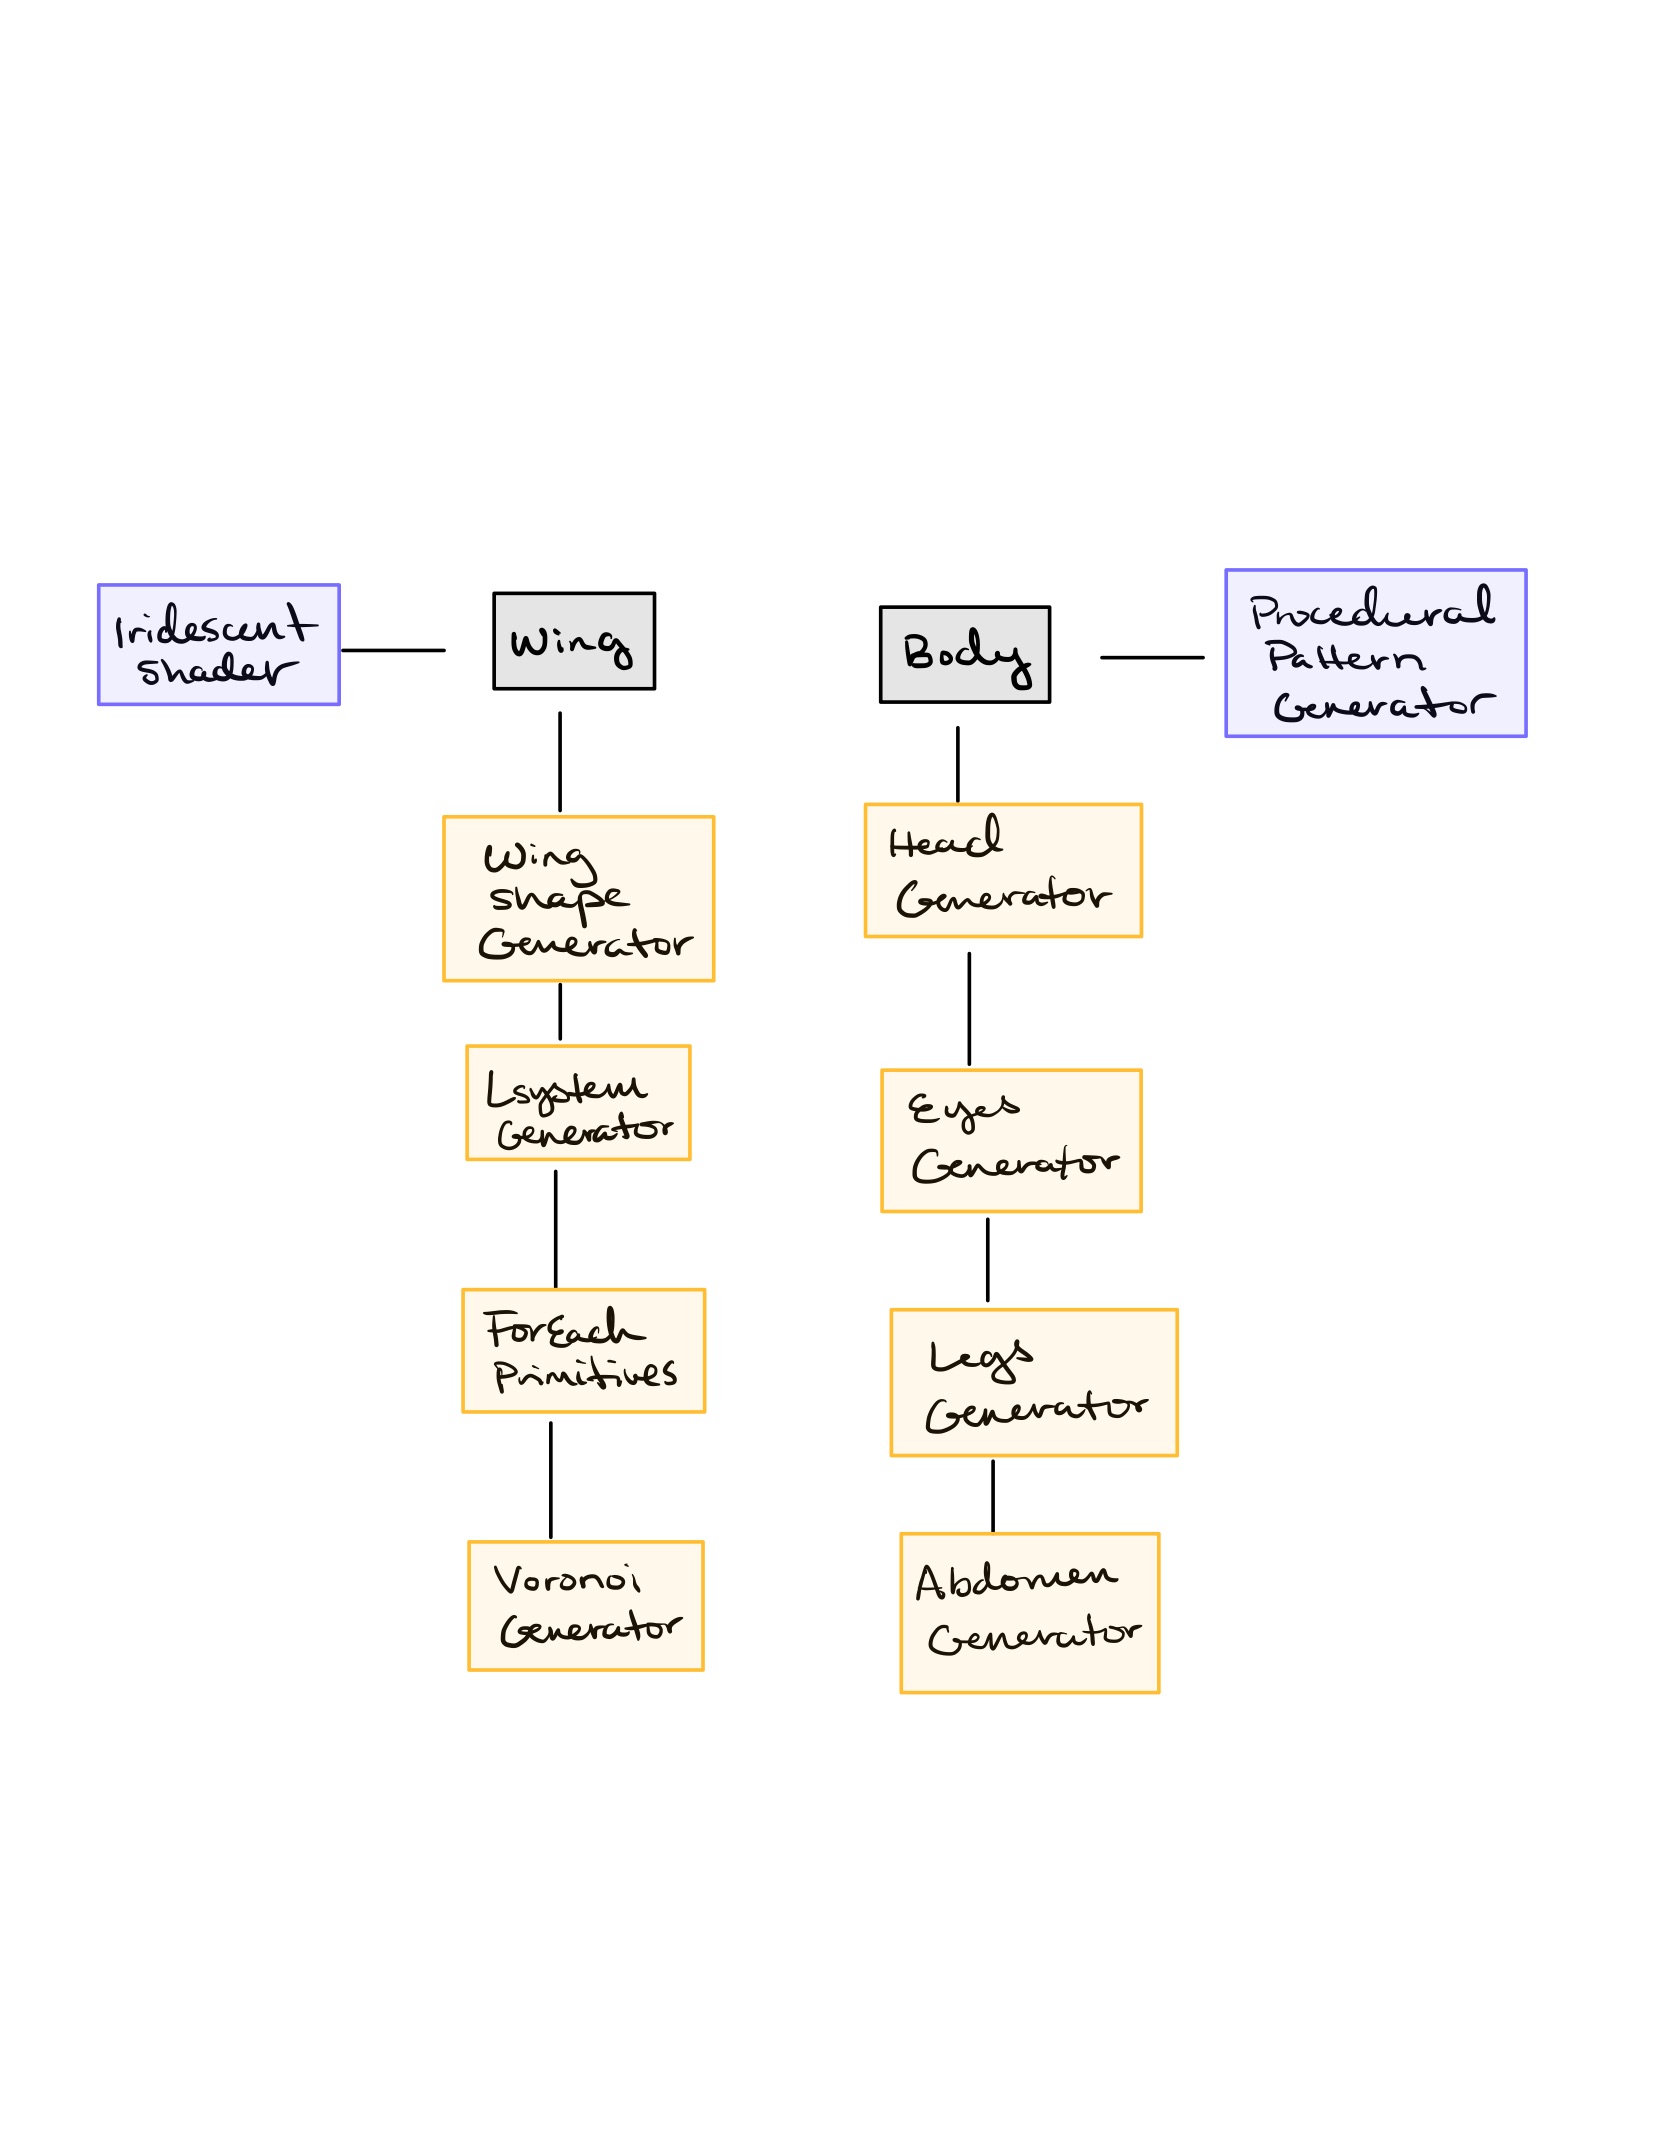 Iridescent
shader
Wing
Body
Procedural
Pattern
Generator
Wing
shape
Generator
Head
Generator
Lsystem
Generator
Eyes
Generator
ForEach
Primitives
Legs
Generator
Voronoi
Generator
Abdomen
Generator